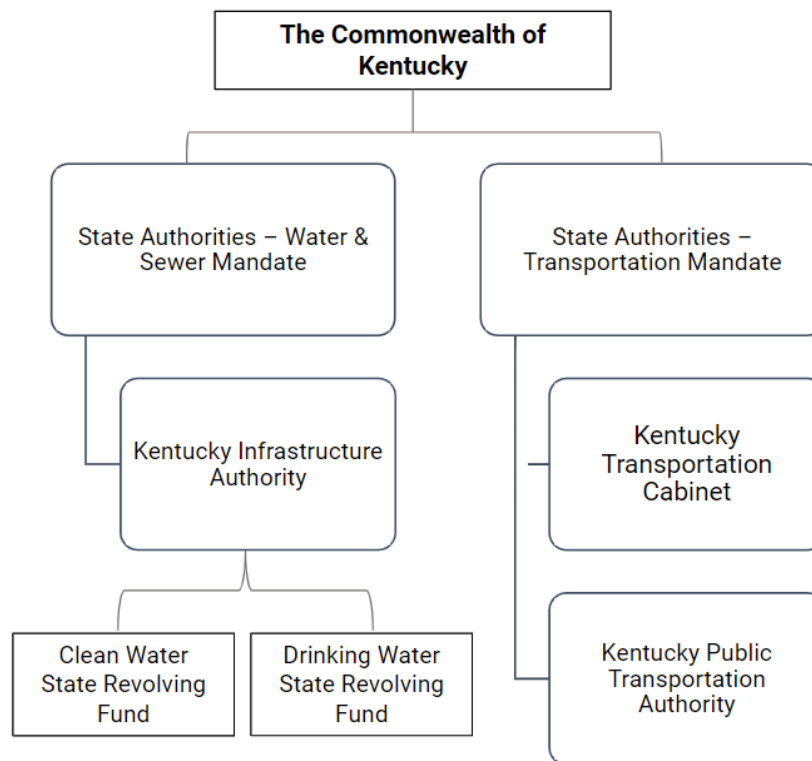 The Commonwealth of
Kentucky
State Authorities – Water &
Sewer Mandate
State Authorities –
Transportation Mandate
Kentucky Infrastructure
Authority
Kentucky
Transportation
Cabinet
Clean Water
State Revolving
Fund
Drinking Water
State Revolving
Fund
Kentucky Public
Transportation
Authority